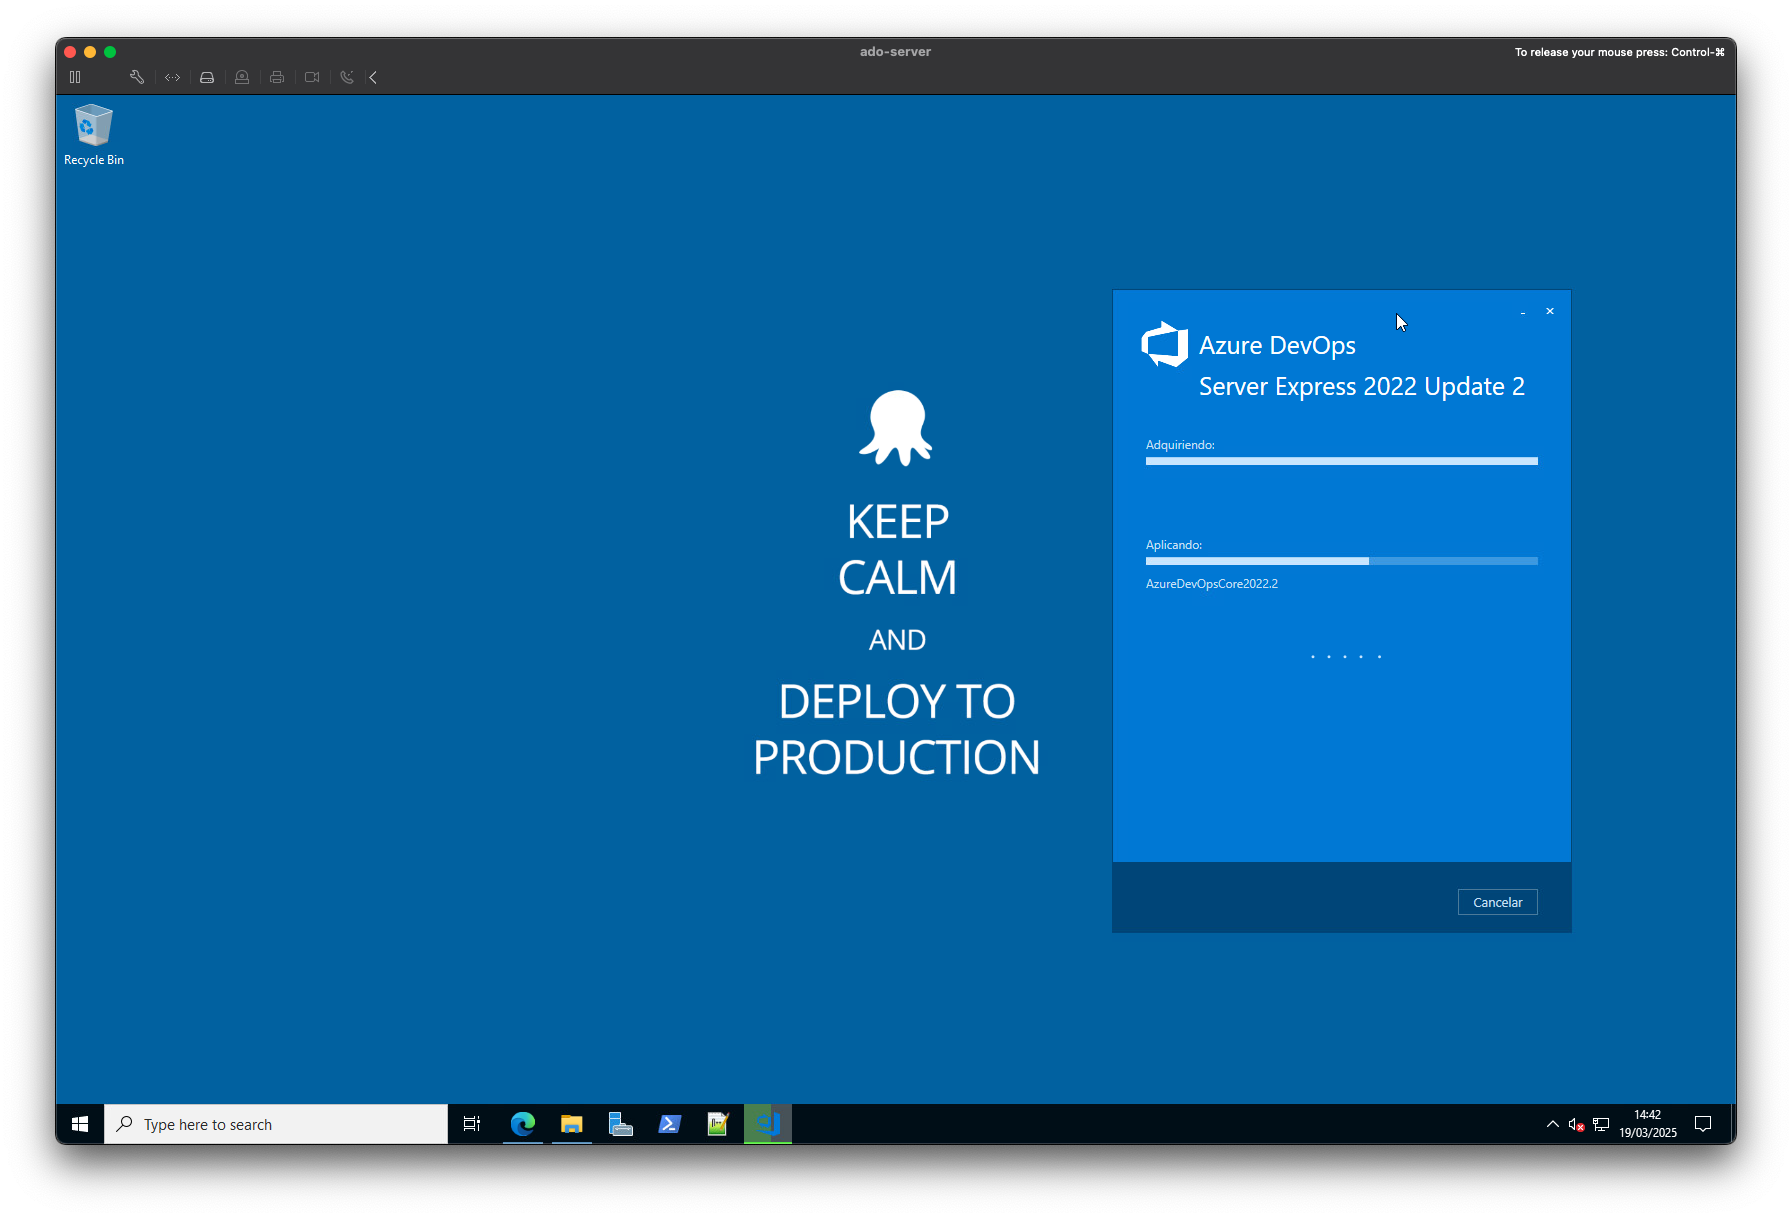 ado-server
To release your mouse press: Control-⌘
Recycle Bin
KEEP
CALM
AND
DEPLOY TO
PRODUCTION
Azure DevOps
Server Express 2022 Update 2
Adquiriendo:
Aplicando:
AzureDevOpsCore2022.2
Cancelar
Type here to search
14:42
19/03/2025